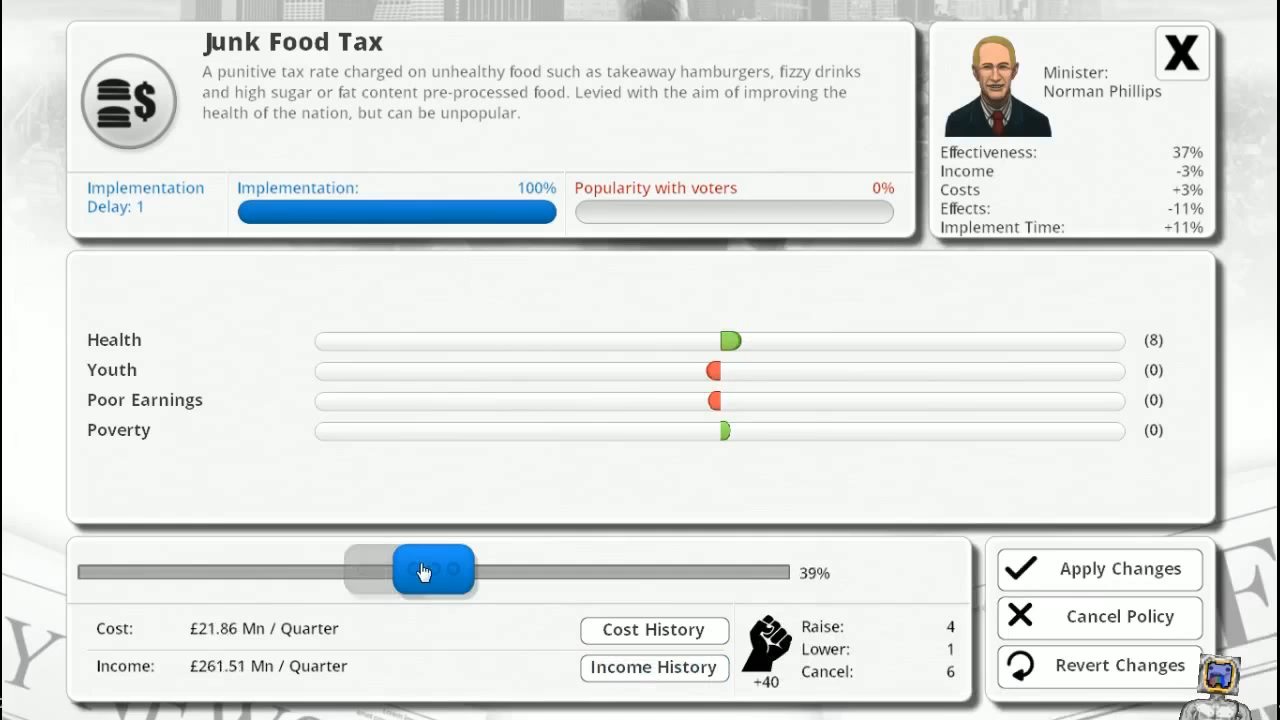 Junk Food Tax
A punitive tax rate charged on unhealthy food such as takeaway hamburgers, fizzy drinks
and high sugar or fat content pre-processed food. Levied with the aim of improving the
health of the nation, but can be unpopular.
Implementation
Delay: 1
Implementation: 100%
Popularity with voters 0%
X
Minister:
Norman Phillips
Effectiveness: 37%
Income -3%
Costs +3%
Effects: -11%
Implement Time: +11%
Health (8)
Youth (0)
Poor Earnings (0)
Poverty (0)
39%
Cost: £21.86 Mn / Quarter
Cost History
Income: £261.51 Mn / Quarter
Income History
+40
Raise: 4
Lower: 1
Cancel: 6
Apply Changes
Cancel Policy
Revert Changes